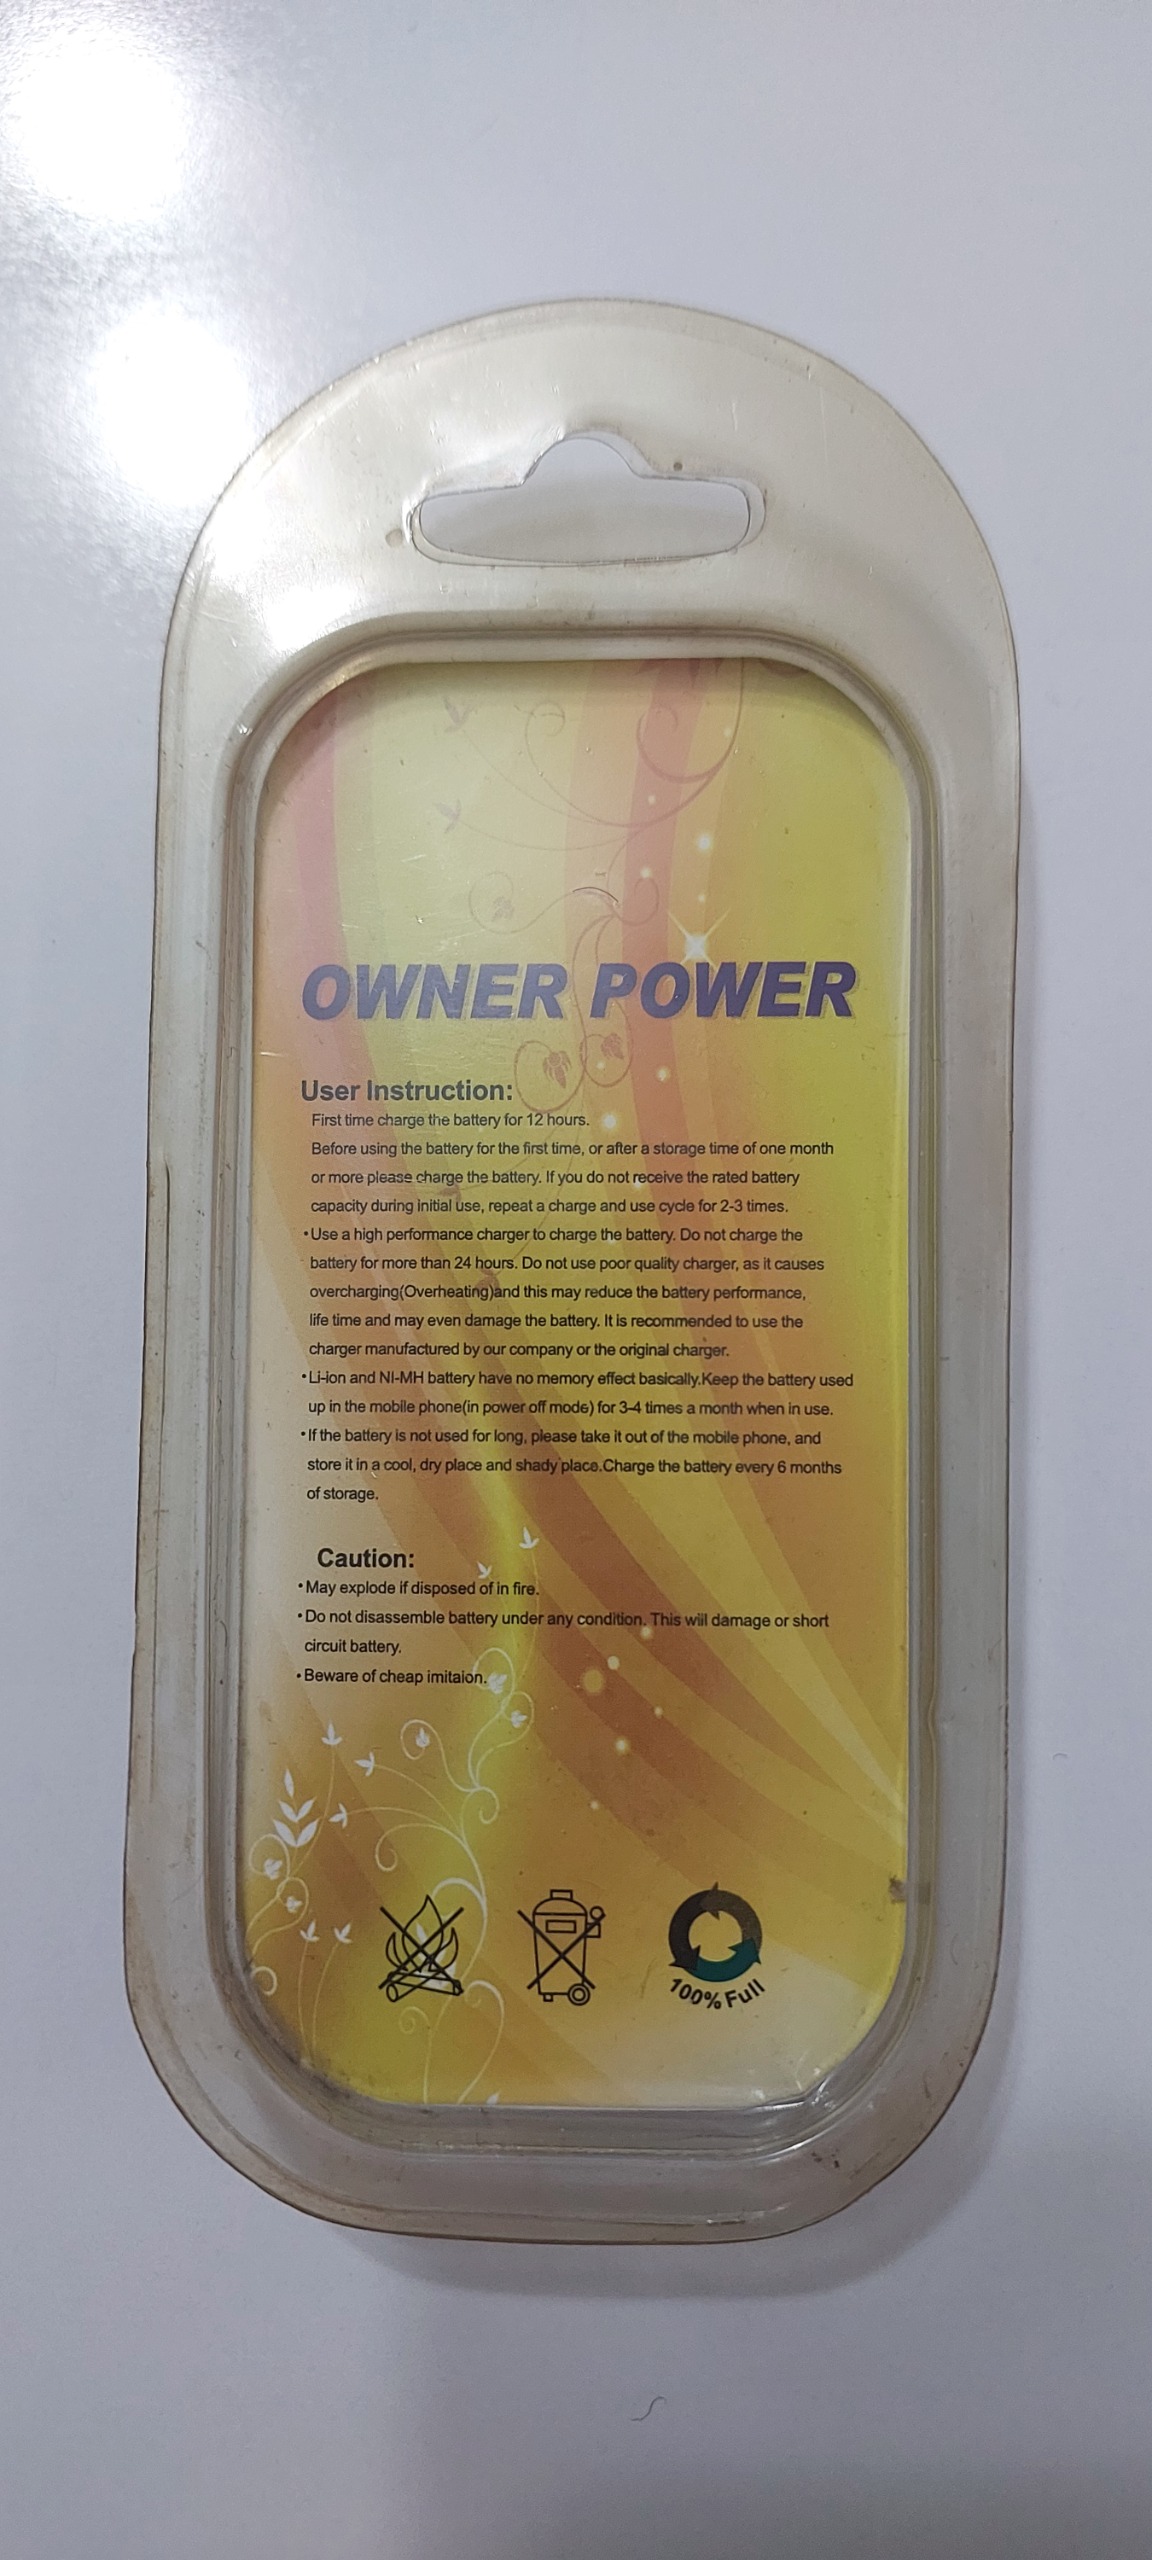 OWNER POWER
User Instruction:
First time charge the battery for 12 hours.
Before using the battery for the first time, or after a storage time of one month
or more please charge the battery. If you do not receive the rated battery
capacity during initial use, repeat a charge and use cycle for 2-3 times.
•Use a high performance charger to charge the battery. Do not charge the
battery for more than 24 hours. Do not use poor quality charger, as it causes
overcharging(Overheating)and this may reduce the battery performance,
life time and may even damage the battery. It is recommended to use the
charger manufactured by our company or the original charger.
•Li-ion and NI-MH battery have no memory effect basically.Keep the battery used
up in the mobile phone(in power off mode) for 3-4 times a month when in use.
•If the battery is not used for long, please take it out of the mobile phone, and
store it in a cool, dry place and shady place.Charge the battery every 6 months
of storage.
Caution:
•May explode if disposed of in fire.
•Do not disassemble battery under any condition. This will damage or short
circuit battery.
•Beware of cheap imitaion.
100% Full